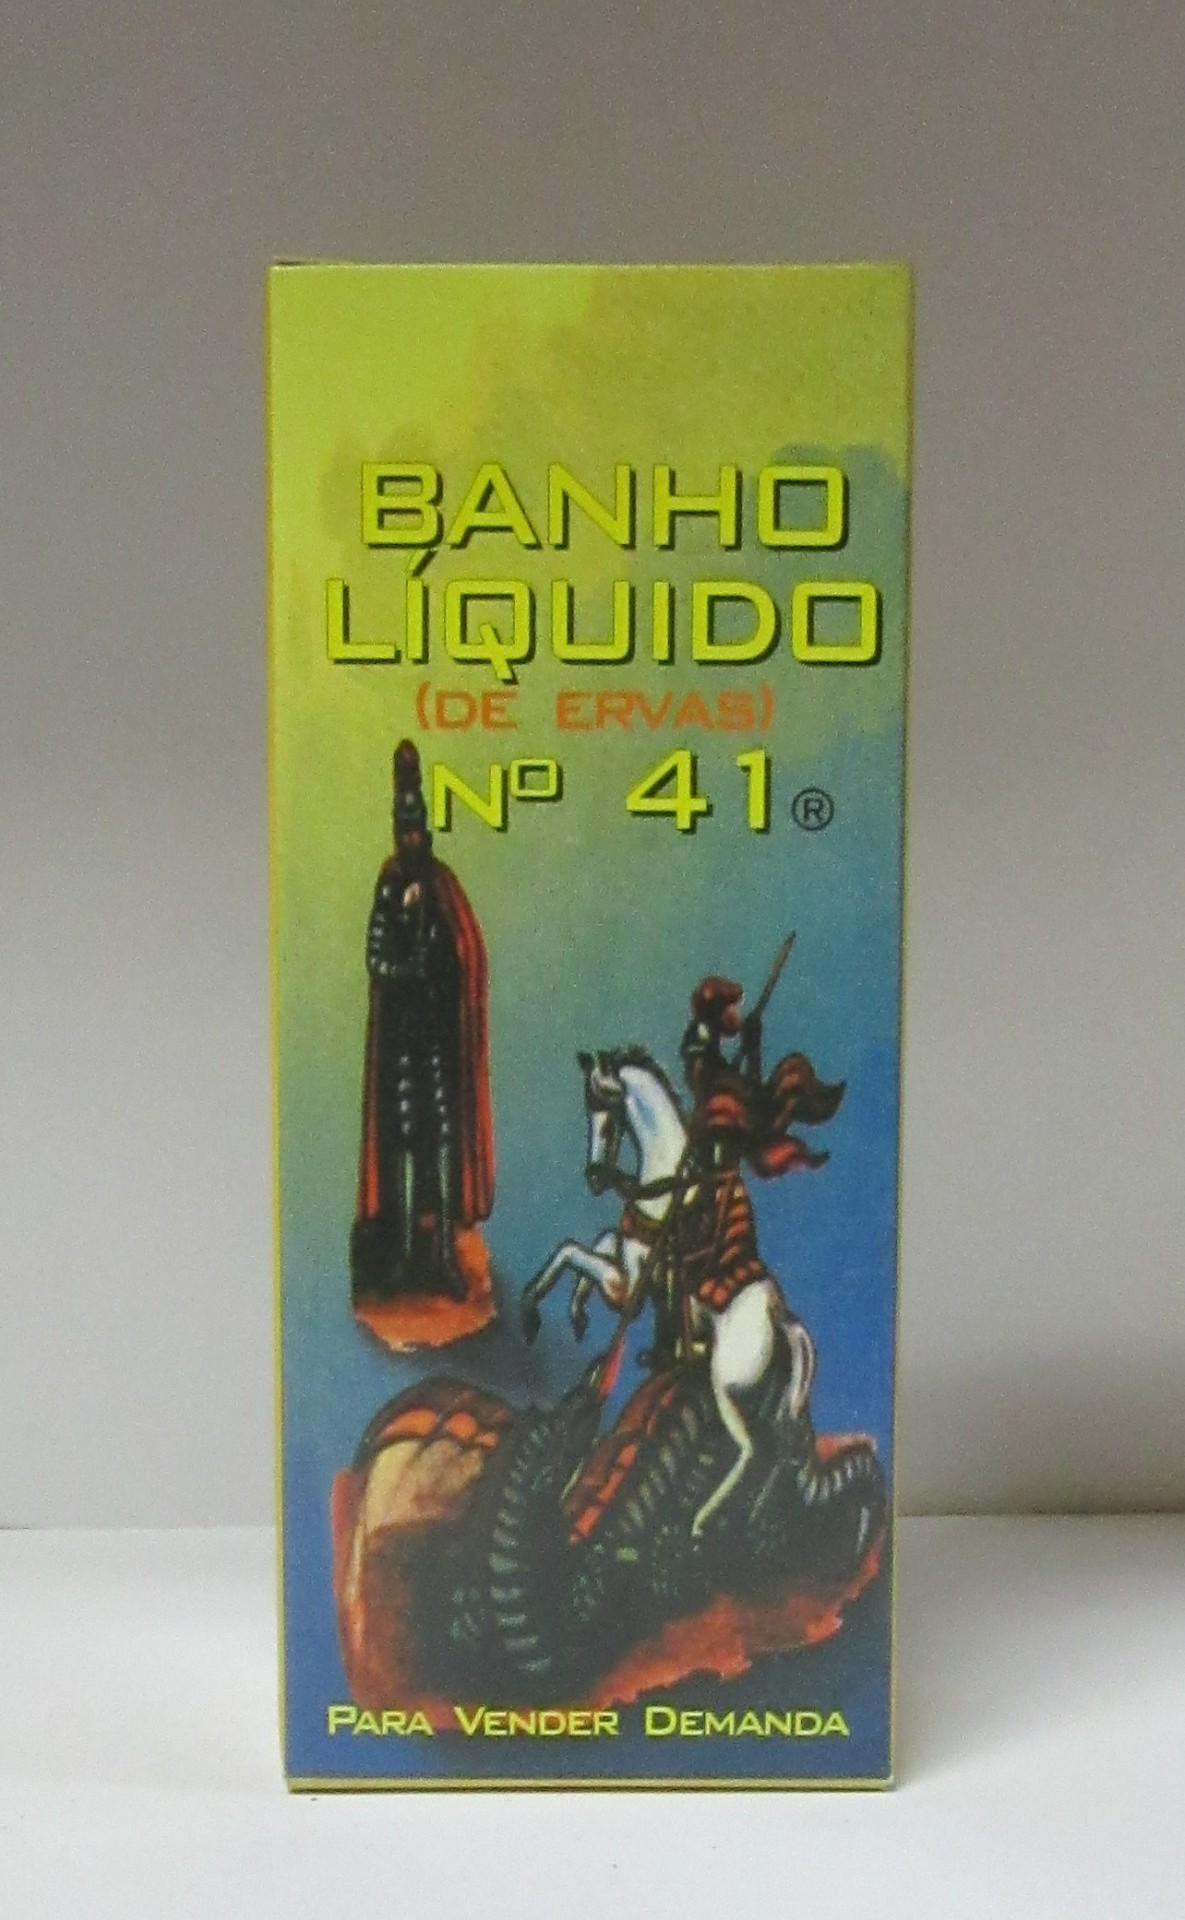 BANHO
LÍQUIDO
(DE ERVAS)
Nº 41®
PARA VENDER DEMANDA